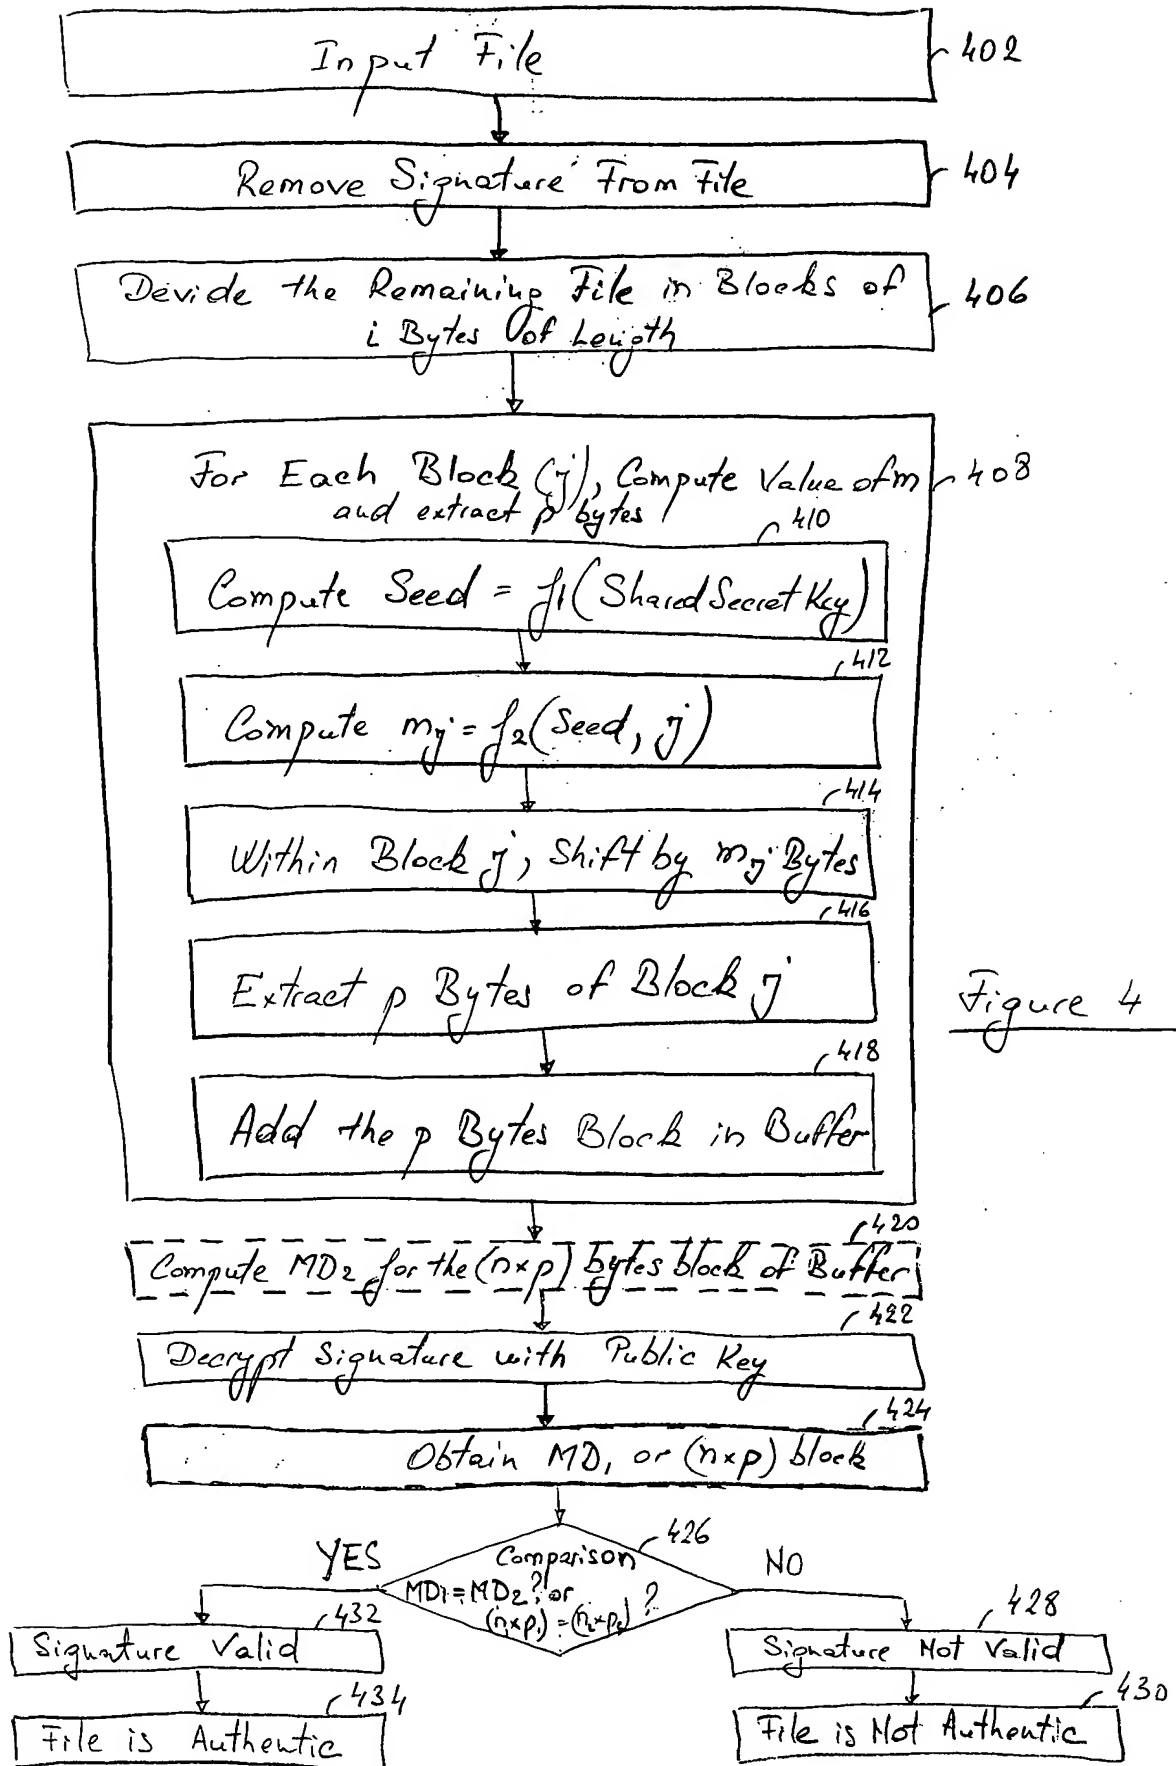 Input File
402
Remove Signature From File
404
Devide the Remaining File in Blocks of
i Bytes of Length
406
For Each Block (j), Compute Value of m
and extract p bytes
408
410
Compute Seed = f1(Shared Secret Key)
412
Compute mj = f2(Seed, j)
414
Within Block j, Shift by mj Bytes
416
Extract p Bytes of Block j
Figure 4
418
Add the p Bytes Block in Buffer
420
Compute MD2 for the (n×p) bytes block of Buffer
422
Decrypt Signature with Public Key
424
Obtain MD1 or (n×p) block
426
YES
Comparison
MD1=MD2? or
(n1×p1)=(n2×p2)?
NO
432
Signature Valid
428
Signature Not Valid
434
File is Authentic
430
File is Not Authentic